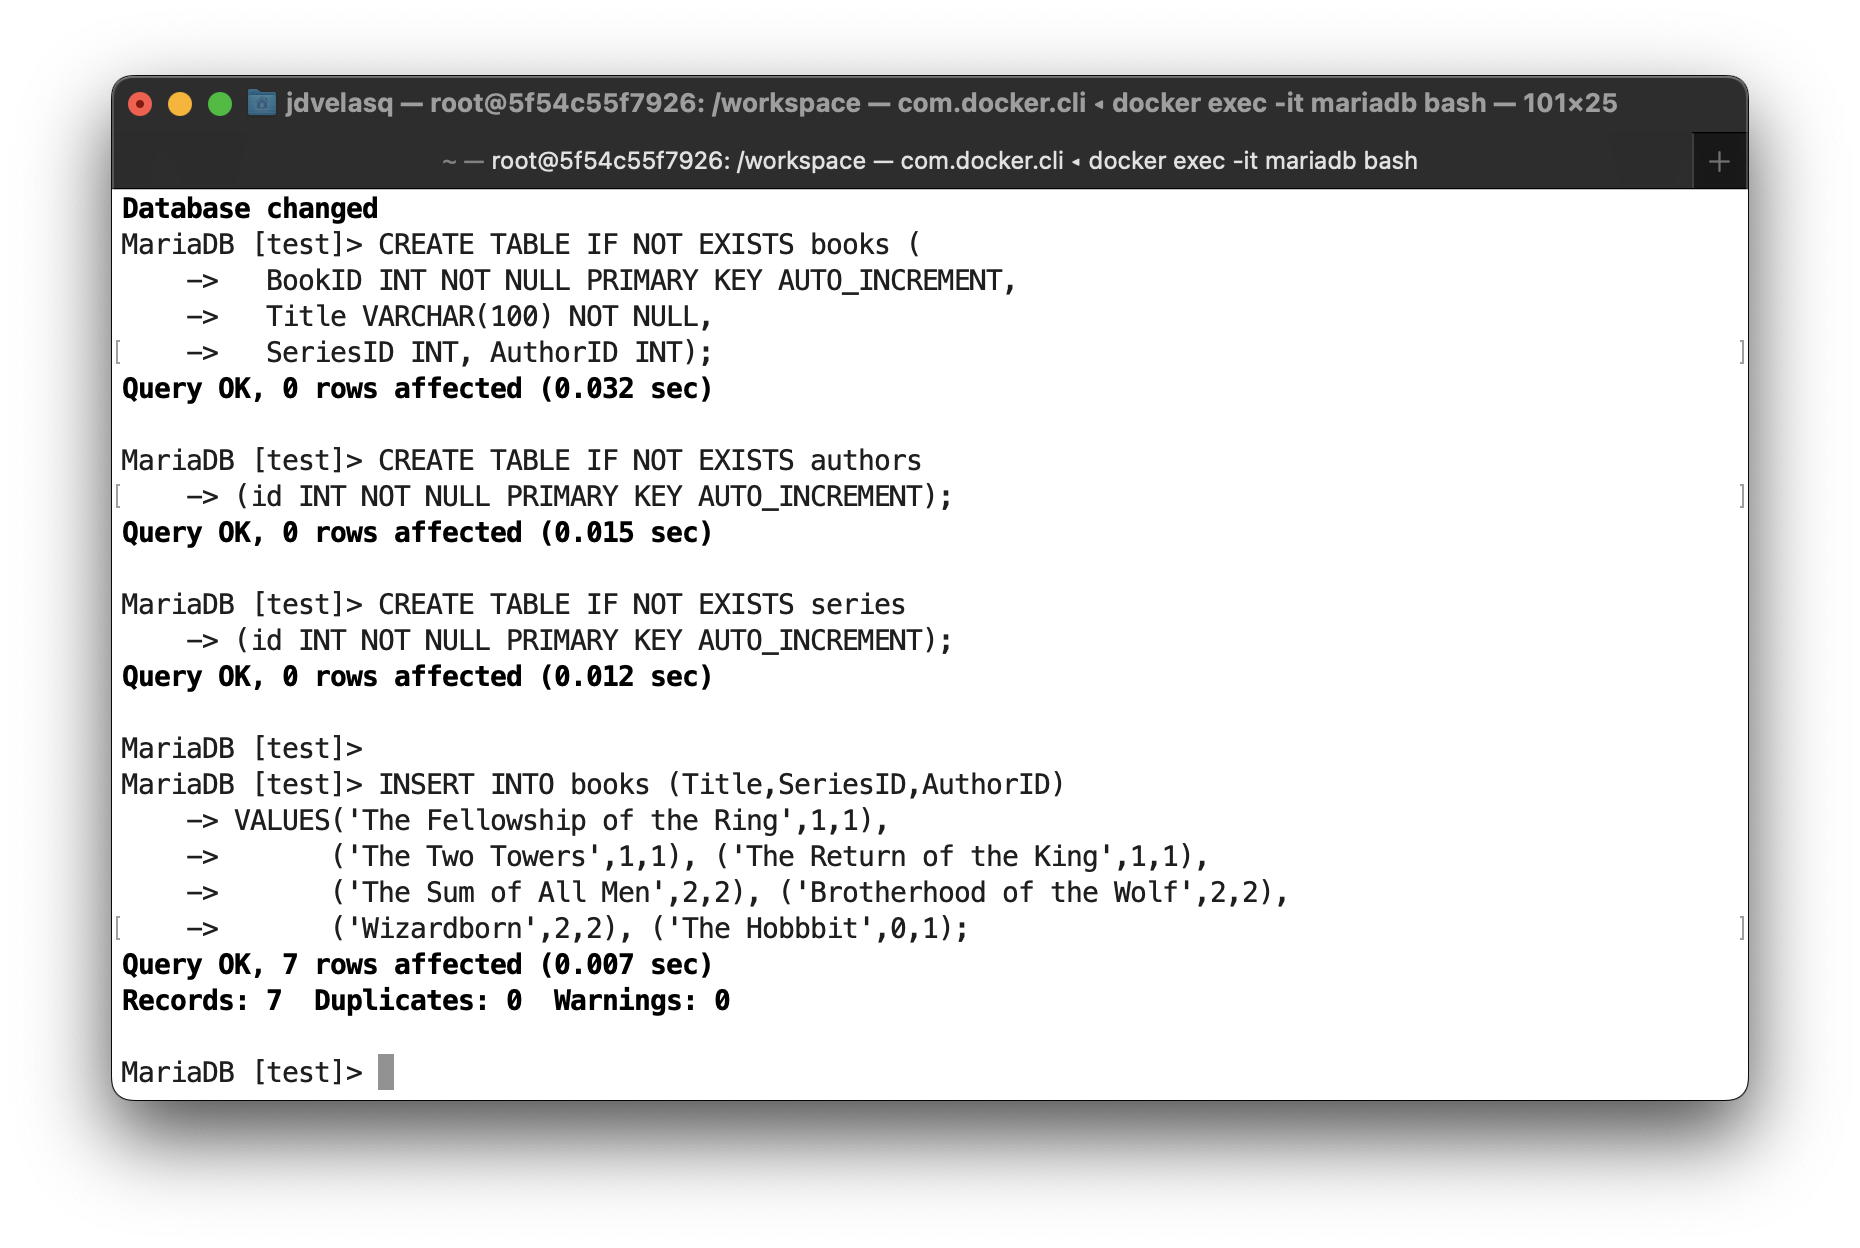 jdvelasq — root@5f54c55f7926: /workspace — com.docker.cli ◂ docker exec -it mariadb bash — 101×25
~ — root@5f54c55f7926: /workspace — com.docker.cli ◂ docker exec -it mariadb bash +
Database changed
MariaDB [test]> CREATE TABLE IF NOT EXISTS books (
    ->   BookID INT NOT NULL PRIMARY KEY AUTO_INCREMENT,
    ->   Title VARCHAR(100) NOT NULL,
[    ->   SeriesID INT, AuthorID INT); ]
Query OK, 0 rows affected (0.032 sec)

MariaDB [test]> CREATE TABLE IF NOT EXISTS authors
[    -> (id INT NOT NULL PRIMARY KEY AUTO_INCREMENT); ]
Query OK, 0 rows affected (0.015 sec)

MariaDB [test]> CREATE TABLE IF NOT EXISTS series
    -> (id INT NOT NULL PRIMARY KEY AUTO_INCREMENT);
Query OK, 0 rows affected (0.012 sec)

MariaDB [test]>
MariaDB [test]> INSERT INTO books (Title,SeriesID,AuthorID)
    -> VALUES('The Fellowship of the Ring',1,1),
    ->       ('The Two Towers',1,1), ('The Return of the King',1,1),
    ->       ('The Sum of All Men',2,2), ('Brotherhood of the Wolf',2,2),
[    ->       ('Wizardborn',2,2), ('The Hobbbit',0,1); ]
Query OK, 7 rows affected (0.007 sec)
Records: 7  Duplicates: 0  Warnings: 0

MariaDB [test]>